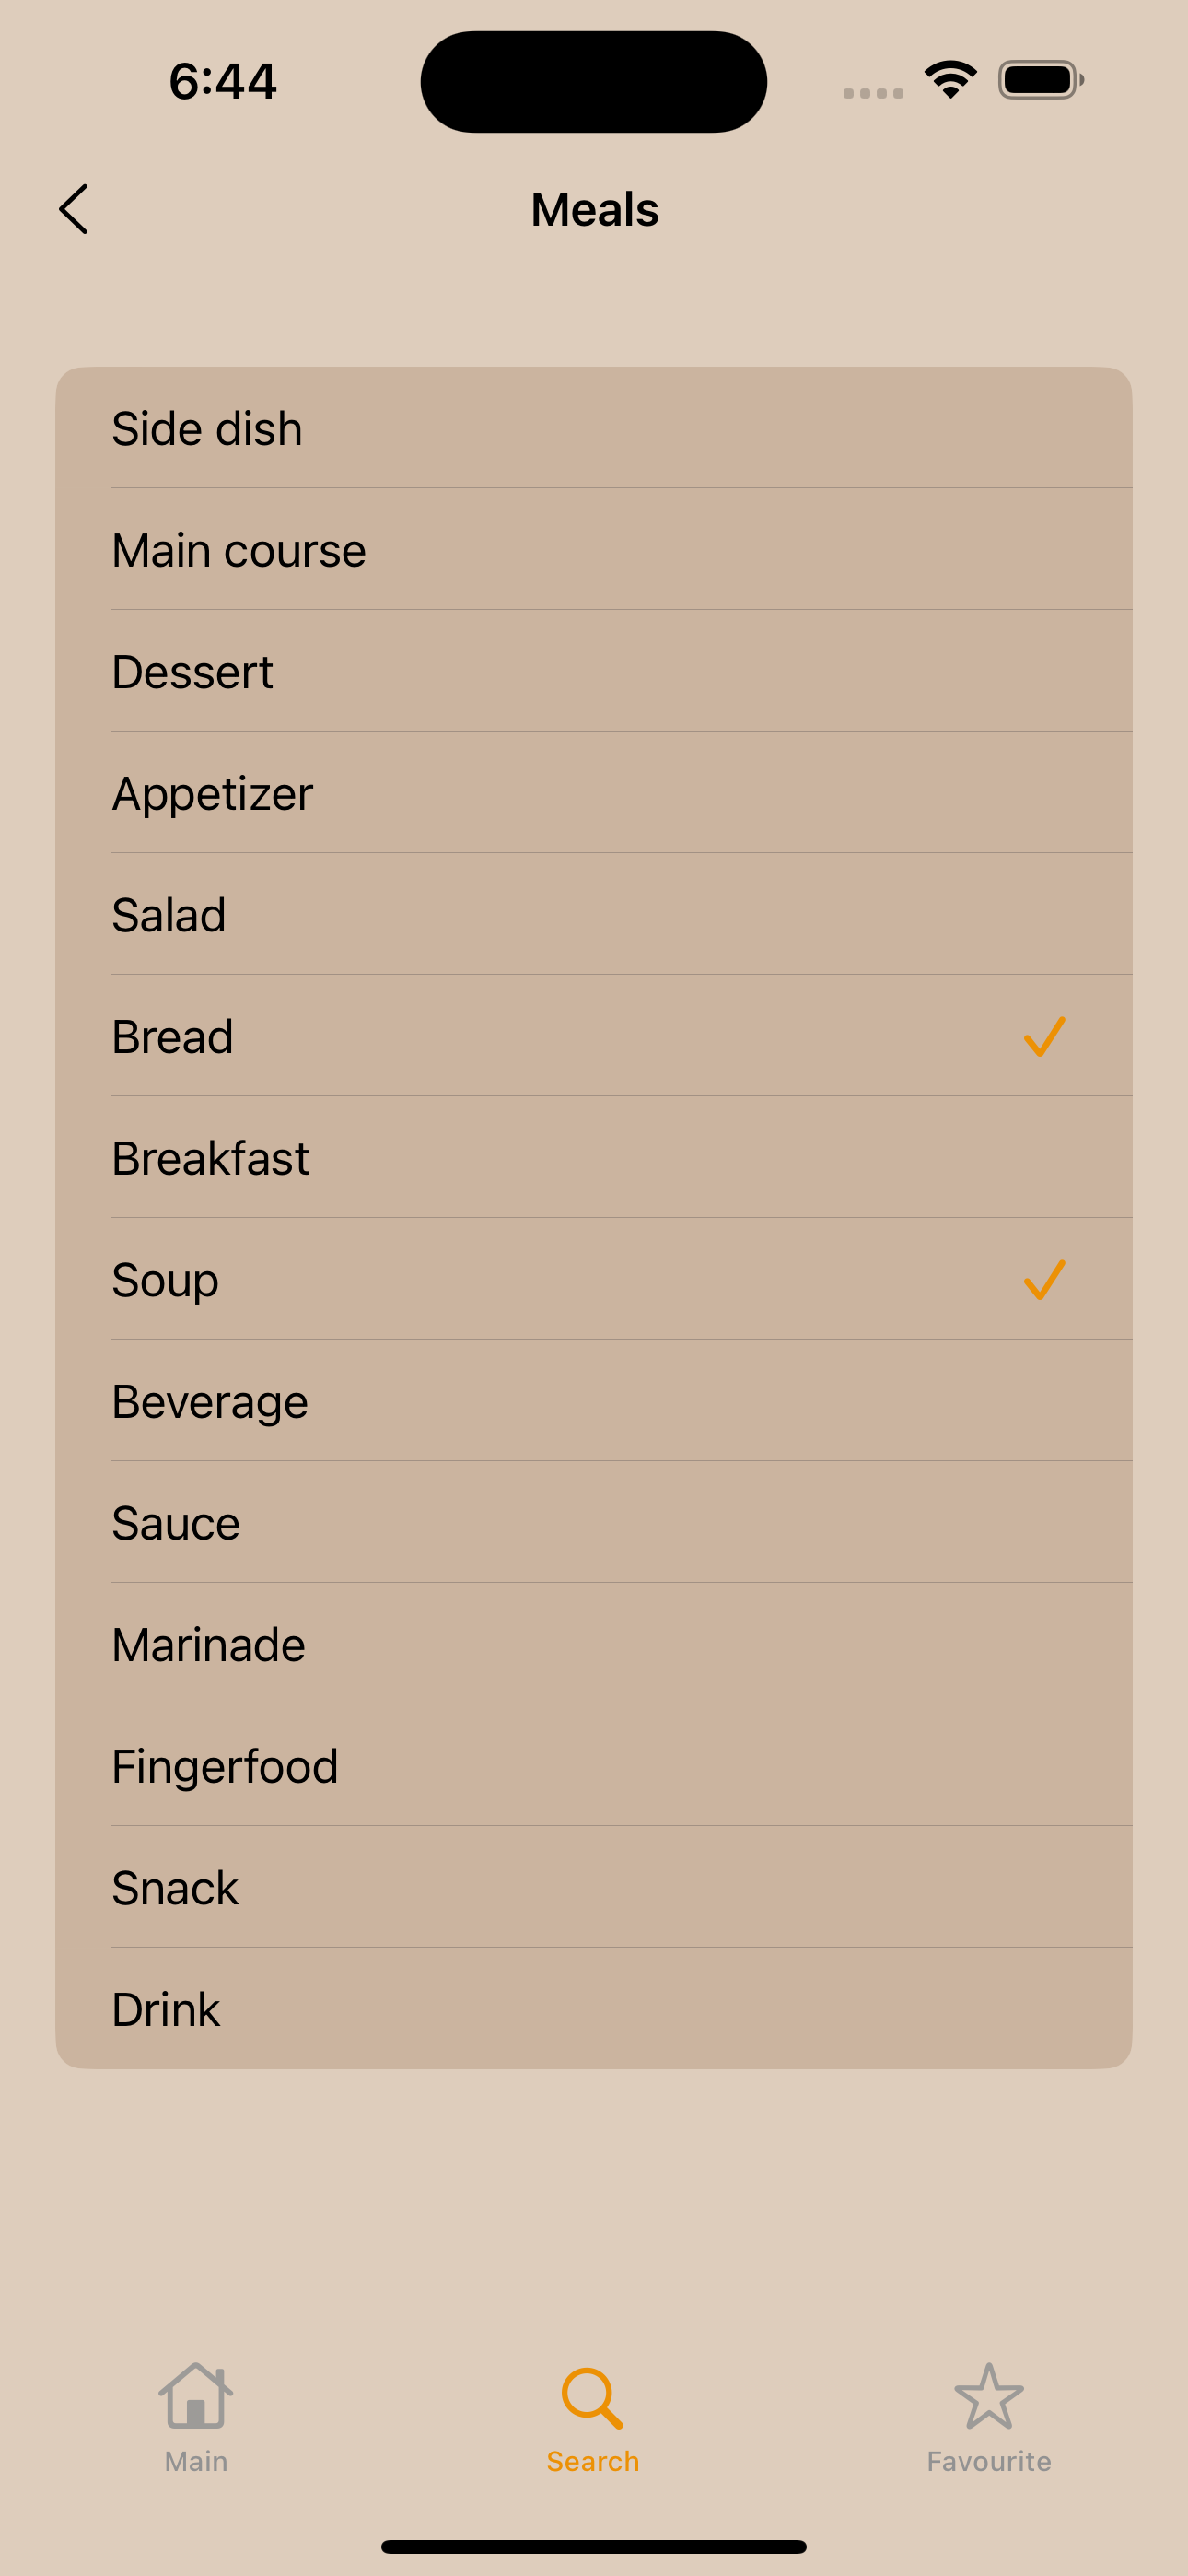 6:44
Meals
Side dish
Main course
Dessert
Appetizer
Salad
Bread
Breakfast
Soup
Beverage
Sauce
Marinade
Fingerfood
Snack
Drink
Main
Search
Favourite